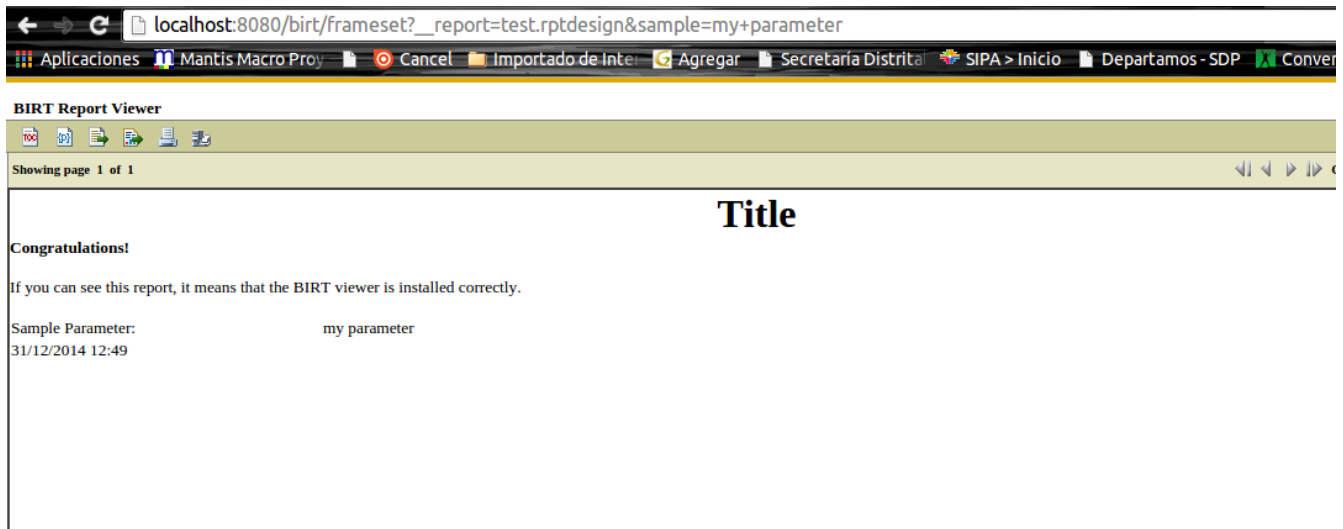 localhost:8080/birt/frameset?__report=test.rptdesign&sample=my+parameter
Aplicaciones Mantis Macro Proy Cancel Importado de Inte Agregar Secretaría Distrital SIPA > Inicio Departamos - SDP Conver
BIRT Report Viewer
TOC
Showing page 1 of 1
Title
Congratulations!
If you can see this report, it means that the BIRT viewer is installed correctly.
Sample Parameter: my parameter
31/12/2014 12:49